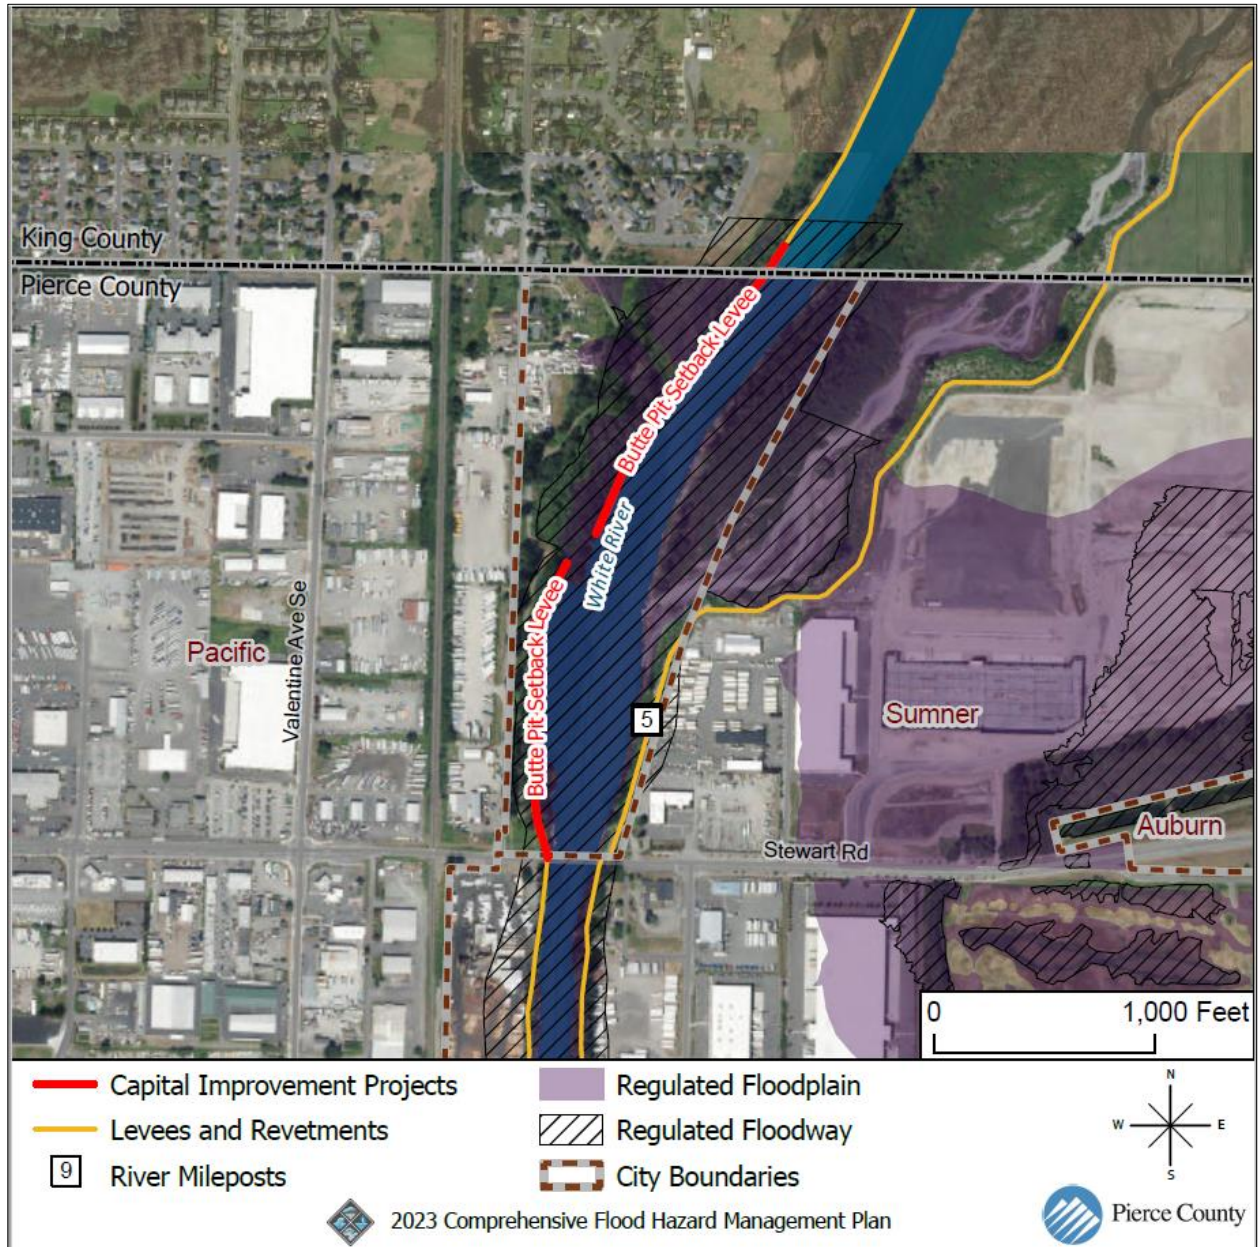 King County
Pierce County
Butte Pit Setback Levee
White River
Butte Pit Setback Levee
Pacific
Valentine Ave Se
5
Sumner
Auburn
Stewart Rd
0 1,000 Feet
Capital Improvement Projects
Levees and Revetments
9 River Mileposts
Regulated Floodplain
Regulated Floodway
City Boundaries
N
W E
S
2023 Comprehensive Flood Hazard Management Plan
Pierce County